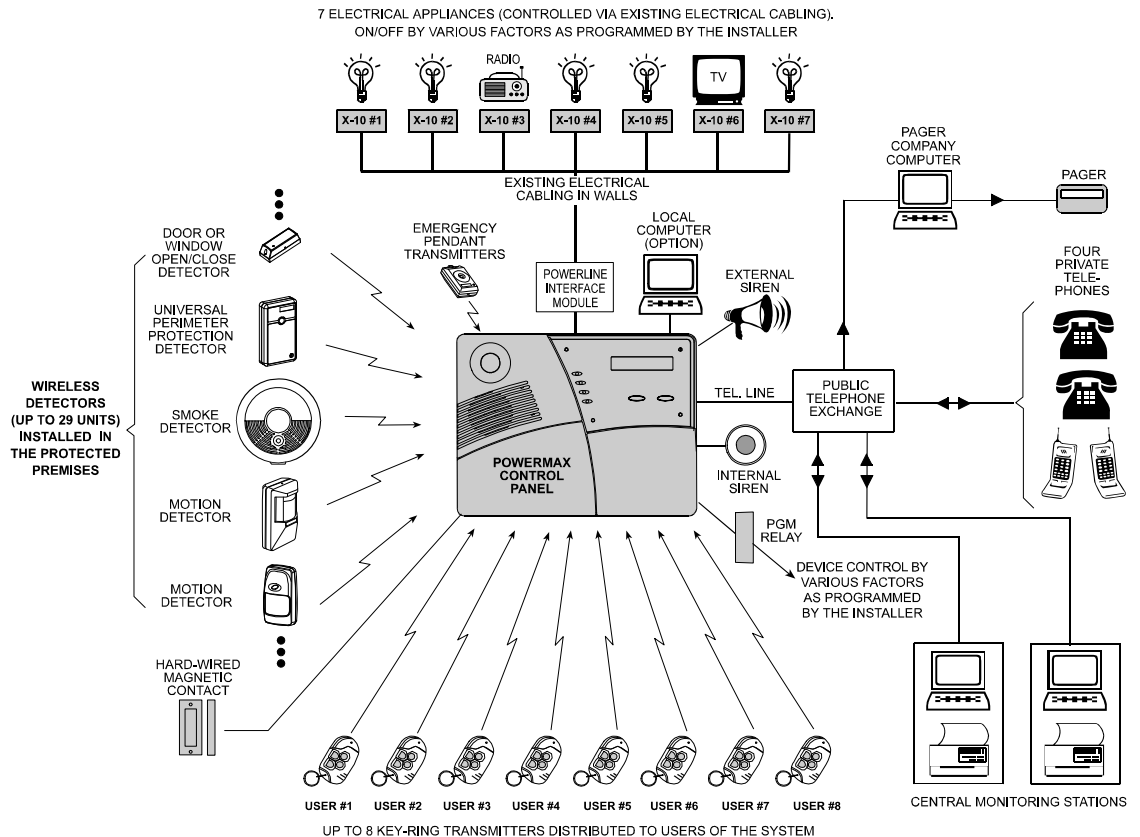 7 ELECTRICAL APPLIANCES (CONTROLLED VIA EXISTING ELECTRICAL CABLING).
ON/OFF BY VARIOUS FACTORS AS PROGRAMMED BY THE INSTALLER
RADIO
TV
X-10 #1
X-10 #2
X-10 #3
X-10 #4
X-10 #5
X-10 #6
X-10 #7
EXISTING ELECTRICAL
CABLING IN WALLS
PAGER
COMPANY
COMPUTER
PAGER
DOOR OR
WINDOW
OPEN/CLOSE
DETECTOR
EMERGENCY
PENDANT
TRANSMITTERS
POWERLINE
INTERFACE
MODULE
LOCAL
COMPUTER
(OPTION)
EXTERNAL
SIREN
FOUR
PRIVATE
TELE-
PHONES
UNIVERSAL
PERIMETER
PROTECTION
DETECTOR
WIRELESS
DETECTORS
(UP TO 29 UNITS)
INSTALLED IN
THE PROTECTED
PREMISES
SMOKE
DETECTOR
TEL. LINE
PUBLIC
TELEPHONE
EXCHANGE
POWERMAX
CONTROL
PANEL
INTERNAL
SIREN
MOTION
DETECTOR
PGM
RELAY
DEVICE CONTROL BY
VARIOUS FACTORS
AS PROGRAMMED
BY THE INSTALLER
MOTION
DETECTOR
HARD-WIRED
MAGNETIC
CONTACT
USER #1
USER #2
USER #3
USER #4
USER #5
USER #6
USER #7
USER #8
CENTRAL MONITORING STATIONS
UP TO 8 KEY-RING TRANSMITTERS DISTRIBUTED TO USERS OF THE SYSTEM